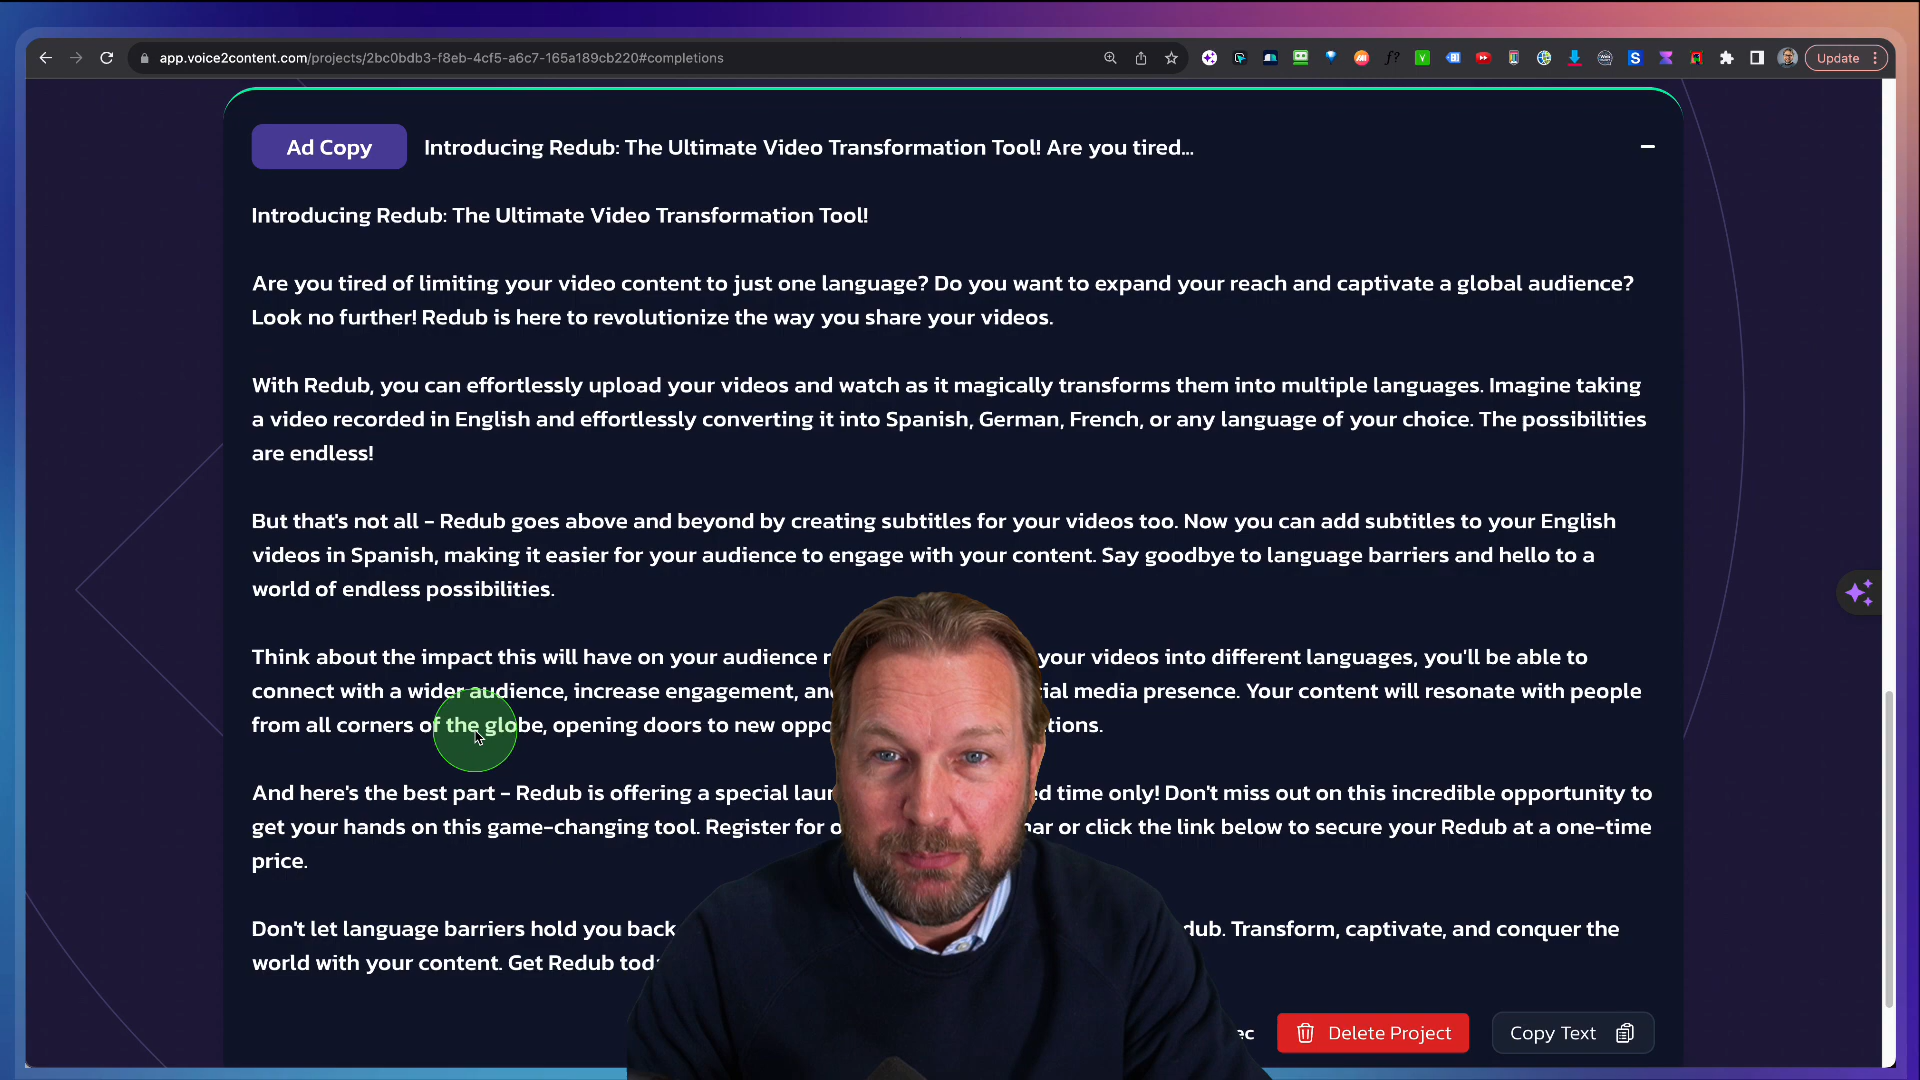 app.voice2content.com/projects/2bc0bdb3-f8eb-4cf5-a6c7-165a189cb220#completions
Update
Ad Copy
Introducing Redub: The Ultimate Video Transformation Tool! Are you tired...
Introducing Redub: The Ultimate Video Transformation Tool!
Are you tired of limiting your video content to just one language? Do you want to expand your reach and captivate a global audience?
Look no further! Redub is here to revolutionize the way you share your videos.
With Redub, you can effortlessly upload your videos and watch as it magically transforms them into multiple languages. Imagine taking
a video recorded in English and effortlessly converting it into Spanish, German, French, or any language of your choice. The possibilities
are endless!
But that's not all – Redub goes above and beyond by creating subtitles for your videos too. Now you can add subtitles to your English
videos in Spanish, making it easier for your audience to engage with your content. Say goodbye to language barriers and hello to a
world of endless possibilities.
Think about the impact this will have on your audience your videos into different languages, you'll be able to
connect with a wider audience, increase engagement, media presence. Your content will resonate with people
from all corners of the globe, opening doors to new
And here's the best part – Redub is offering a special time only! Don't miss out on this incredible opportunity to
get your hands on this game-changing tool. Register for or click the link below to secure your Redub at a one-time
price.
Don't let language barriers hold you back Transform, captivate, and conquer the
world with your content. Get Redub
Delete Project
Copy Text